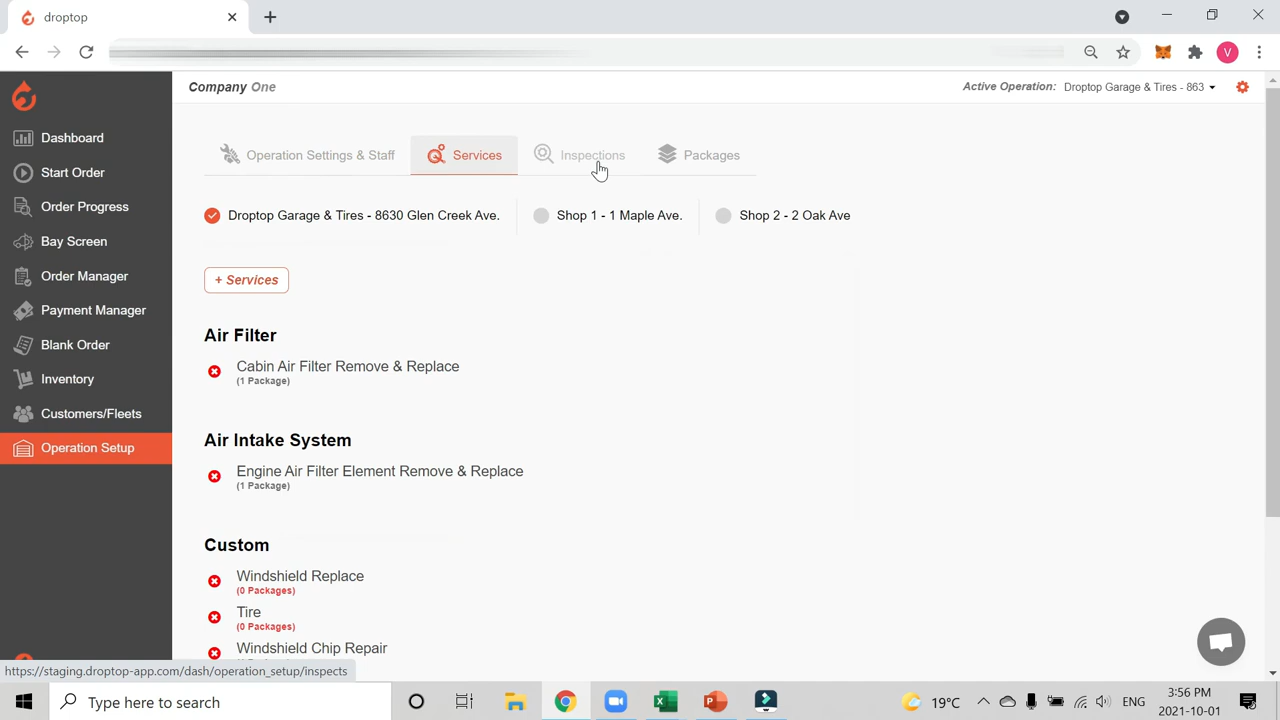 droptop
Company One
Active Operation: Droptop Garage & Tires - 863
Dashboard
Start Order
Order Progress
Bay Screen
Order Manager
Payment Manager
Blank Order
Inventory
Customers/Fleets
Operation Setup
Operation Settings & Staff
Services
Inspections
Packages
Droptop Garage & Tires - 8630 Glen Creek Ave.
Shop 1 - 1 Maple Ave.
Shop 2 - 2 Oak Ave
+ Services
Air Filter
Cabin Air Filter Remove & Replace
(1 Package)
Air Intake System
Engine Air Filter Element Remove & Replace
(1 Package)
Custom
Windshield Replace
(0 Packages)
Tire
(0 Packages)
Windshield Chip Repair
https://staging.droptop-app.com/dash/operation_setup/inspects
Type here to search
19°C
ENG
3:56 PM
2021-10-01
V